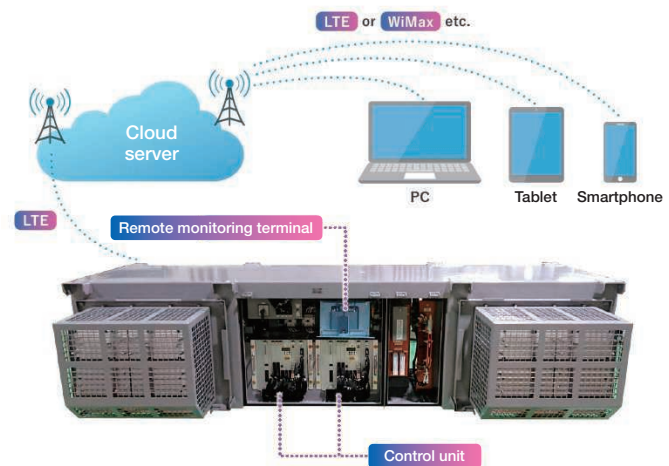 LTE or WiMax etc.
Cloud
server
PC
Tablet
Smartphone
LTE
Remote monitoring terminal
Control unit